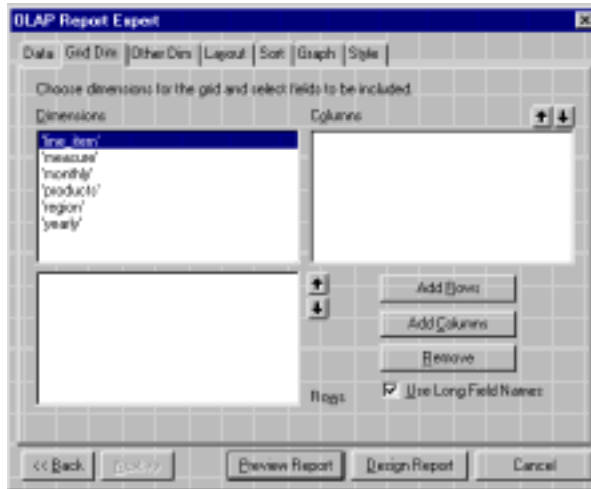 OLAP Report Expert
Data Grid Dim Other Dim Layout Sort Graph Style
Choose dimensions for the grid and select fields to be included.
Dimensions Columns
'line_item'
'measure'
'monthly'
'products'
'region'
'yearly'
Add Rows
Add Columns
Remove
Rows Use Long Field Names
<< Back Next >> Preview Report Design Report Cancel